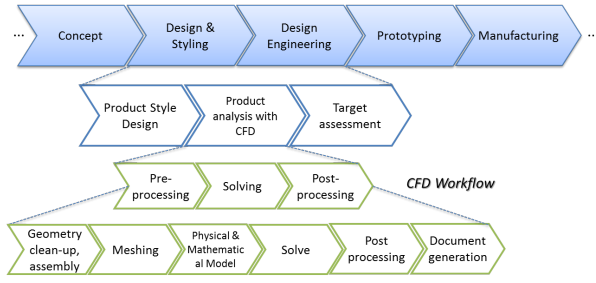 ... Concept Design & Styling Design Engineering Prototyping Manufacturing ...
Product Style Design
Product analysis with CFD
Target assessment
Pre-processing
Solving
Post-processing
CFD Workflow
Geometry clean-up, assembly
Meshing
Physical & Mathematic al Model
Solve
Post processing
Document generation